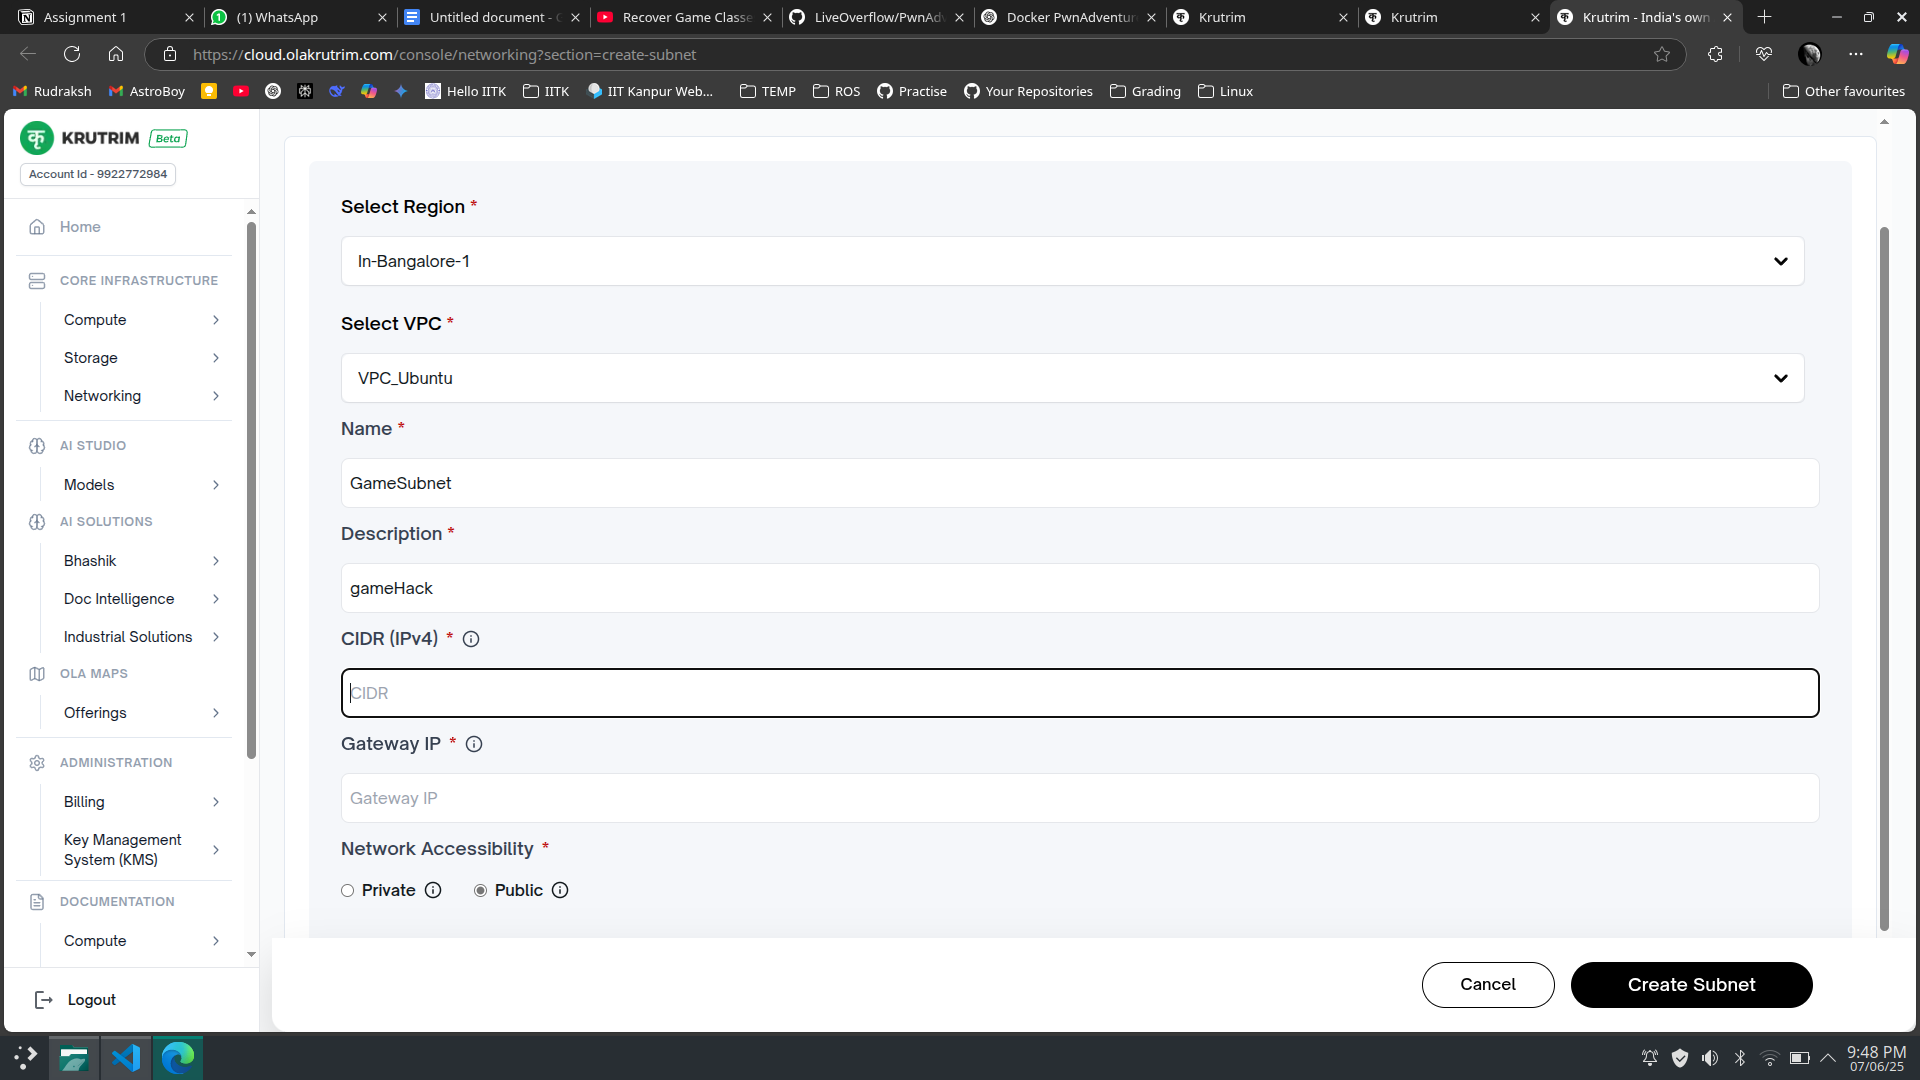 Assignment 1
(1) WhatsApp
Untitled document -
Recover Game Classe
LiveOverflow/PwnAdv
Docker PwnAdventur
Krutrim
Krutrim
Krutrim - India's own
https://cloud.olakrutrim.com/console/networking?section=create-subnet
Rudraksh
AstroBoy
Hello IITK
IITK
IIT Kanpur Web...
TEMP
ROS
Practise
Your Repositories
Grading
Linux
Other favourites
कृ KRUTRIM Beta
Account Id - 9922772984
Home
CORE INFRASTRUCTURE
Compute
Storage
Networking
AI STUDIO
Models
AI SOLUTIONS
Bhashik
Doc Intelligence
Industrial Solutions
OLA MAPS
Offerings
ADMINISTRATION
Billing
Key Management
System (KMS)
DOCUMENTATION
Compute
Logout
Select Region *
In-Bangalore-1
Select VPC *
VPC_Ubuntu
Name *
GameSubnet
Description *
gameHack
CIDR (IPv4) *
CIDR
Gateway IP *
Gateway IP
Network Accessibility *
Private
Public
Cancel
Create Subnet
9:48 PM
07/06/25